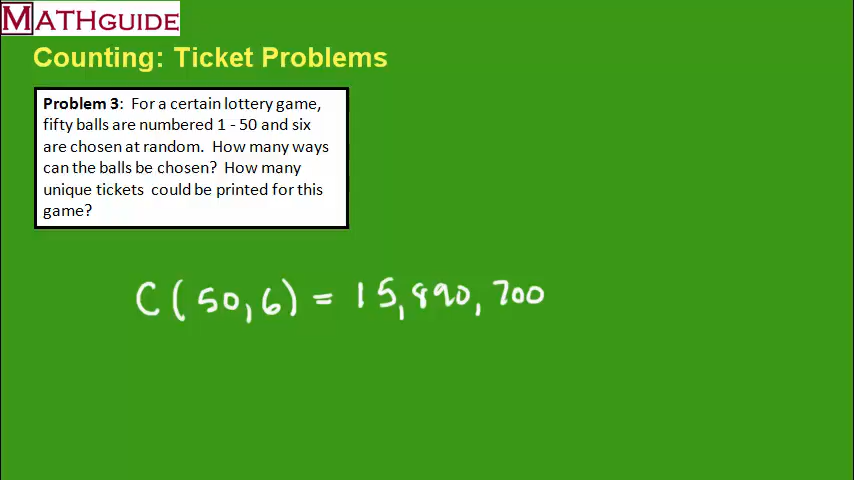 MATHGUIDE
Counting: Ticket Problems
Problem 3: For a certain lottery game,
fifty balls are numbered 1 - 50 and six
are chosen at random. How many ways
can the balls be chosen? How many
unique tickets could be printed for this
game?
C(50,6) = 15,890,700